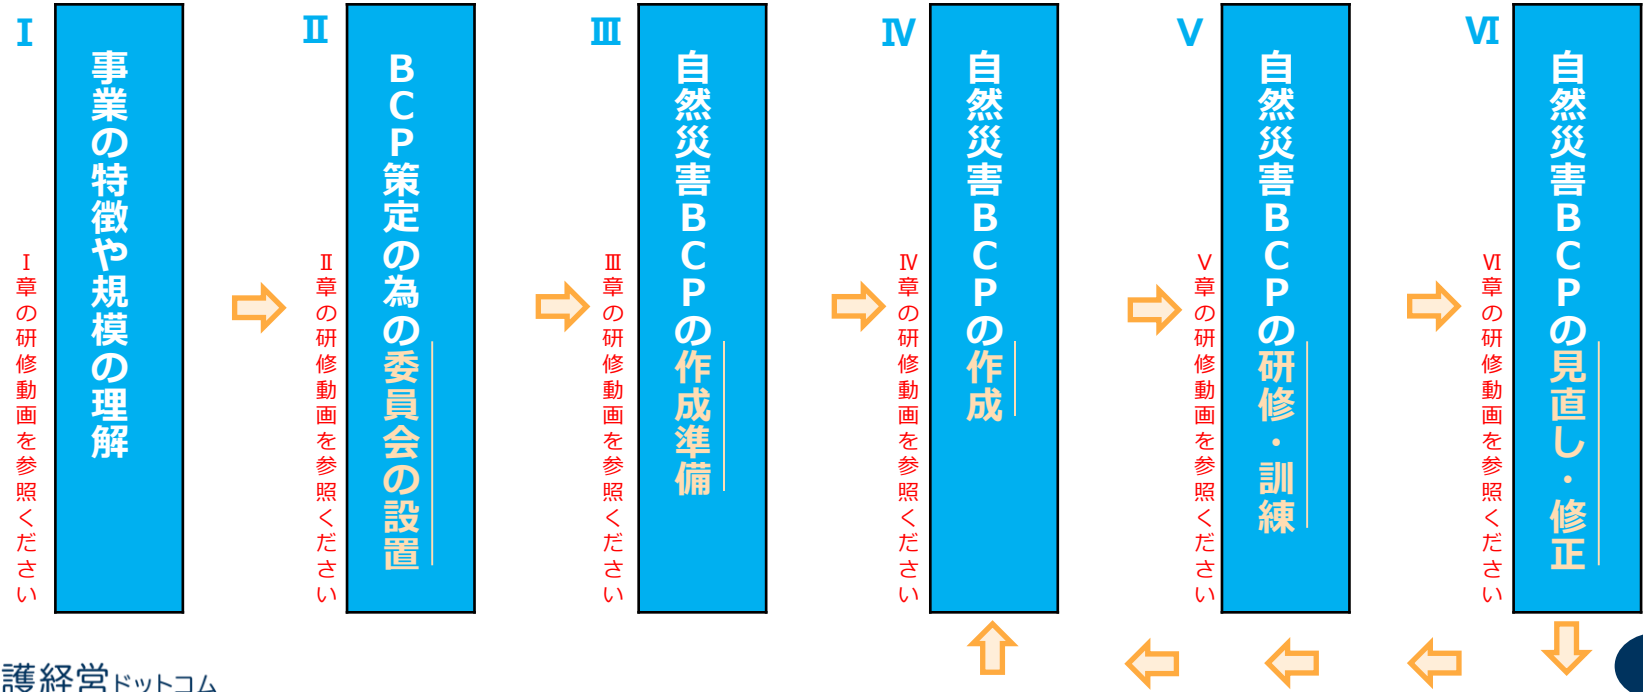 Ⅰ
事業の特徴や規模の理解
Ⅰ章の研修動画を参照ください
Ⅱ
BCP策定の為の委員会の設置
Ⅱ章の研修動画を参照ください
Ⅲ
自然災害BCPの作成準備
Ⅲ章の研修動画を参照ください
Ⅳ
自然災害BCPの作成
Ⅳ章の研修動画を参照ください
Ⅴ
自然災害BCPの研修・訓練
Ⅴ章の研修動画を参照ください
Ⅵ
自然災害BCPの見直し・修正
Ⅵ章の研修動画を参照ください
護経営ドットコム